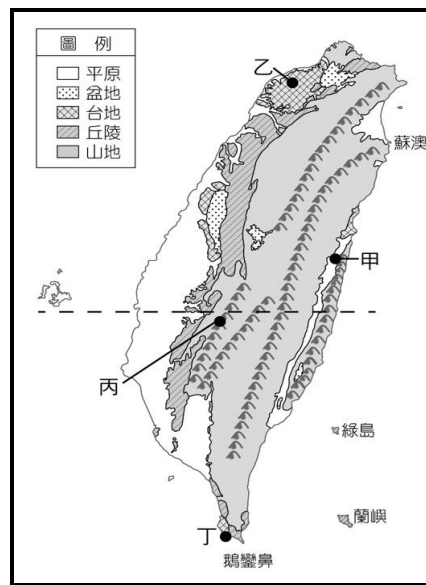 圖例
平原
盆地
台地
丘陵
山地
乙
蘇澳
甲
丙
綠島
蘭嶼
丁
鵝鑾鼻